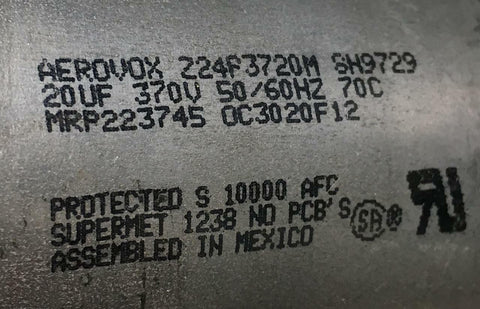 AEROVOX Z24P3720M SH9729
20UF 370V 50/60HZ 70C
MRP223745 OC3020F12
PROTECTED S 10000 AFC
SUPERMET 1238 NO PCB'S SA ®
ASSEMBLED IN MEXICO